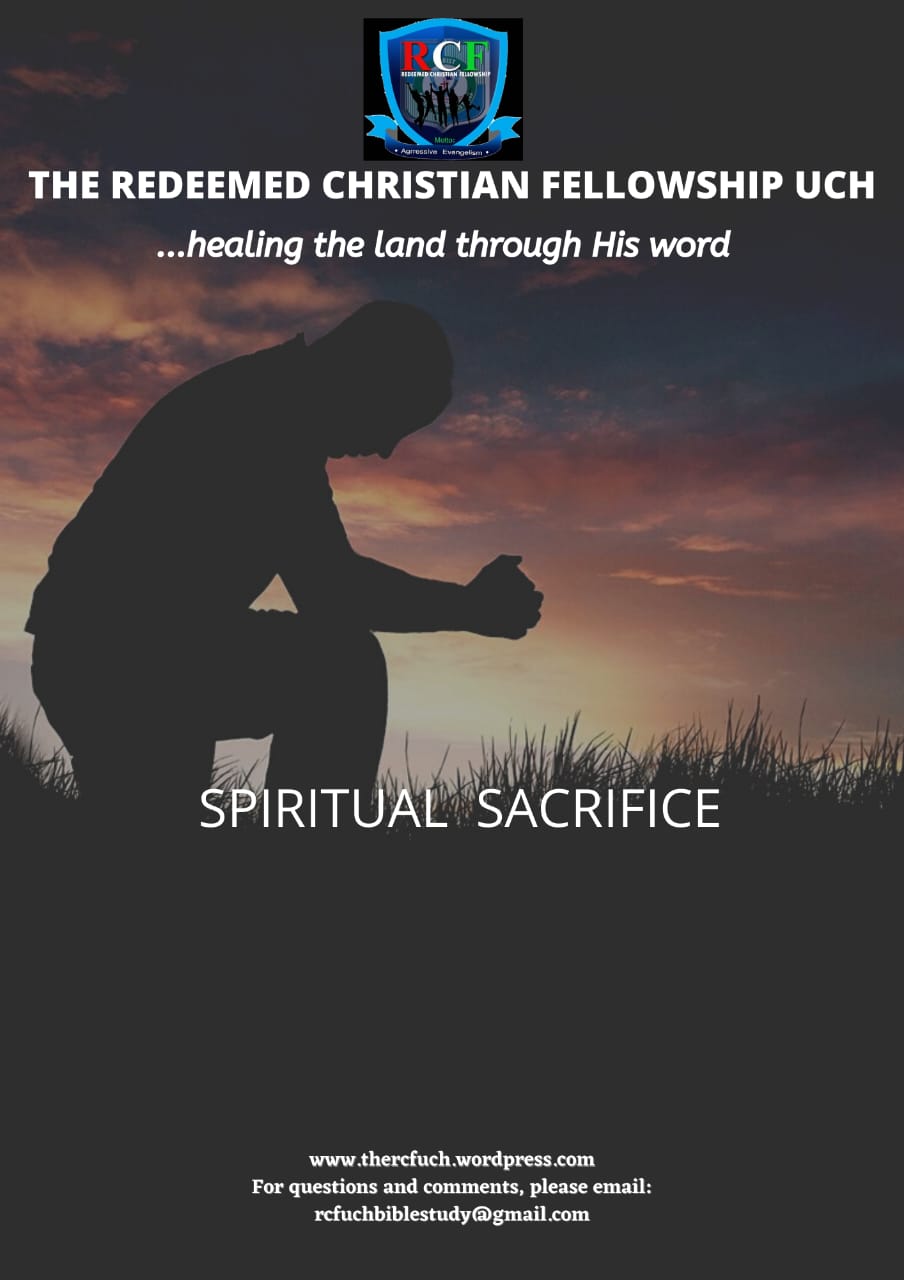 RCF
REDEEMED CHRISTIAN FELLOWSHIP
Motto:
• Agrressive Evangelism •
THE REDEEMED CHRISTIAN FELLOWSHIP UCH
...healing the land through His word
SPIRITUAL SACRIFICE
www.thercfuch.wordpress.com
For questions and comments, please email:
rcfuchbiblestudy@gmail.com